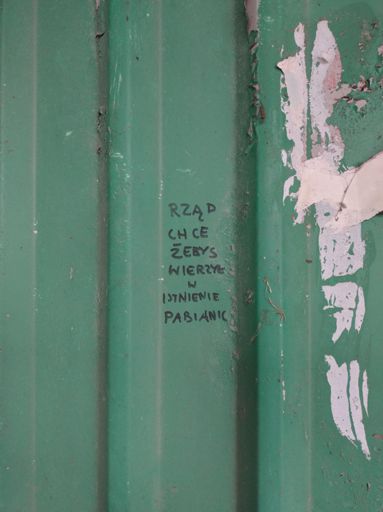 RZĄD
CHCE
ŻEBYŚ
WIERZYŁ
W
ISTNIENIE
PABIANIC